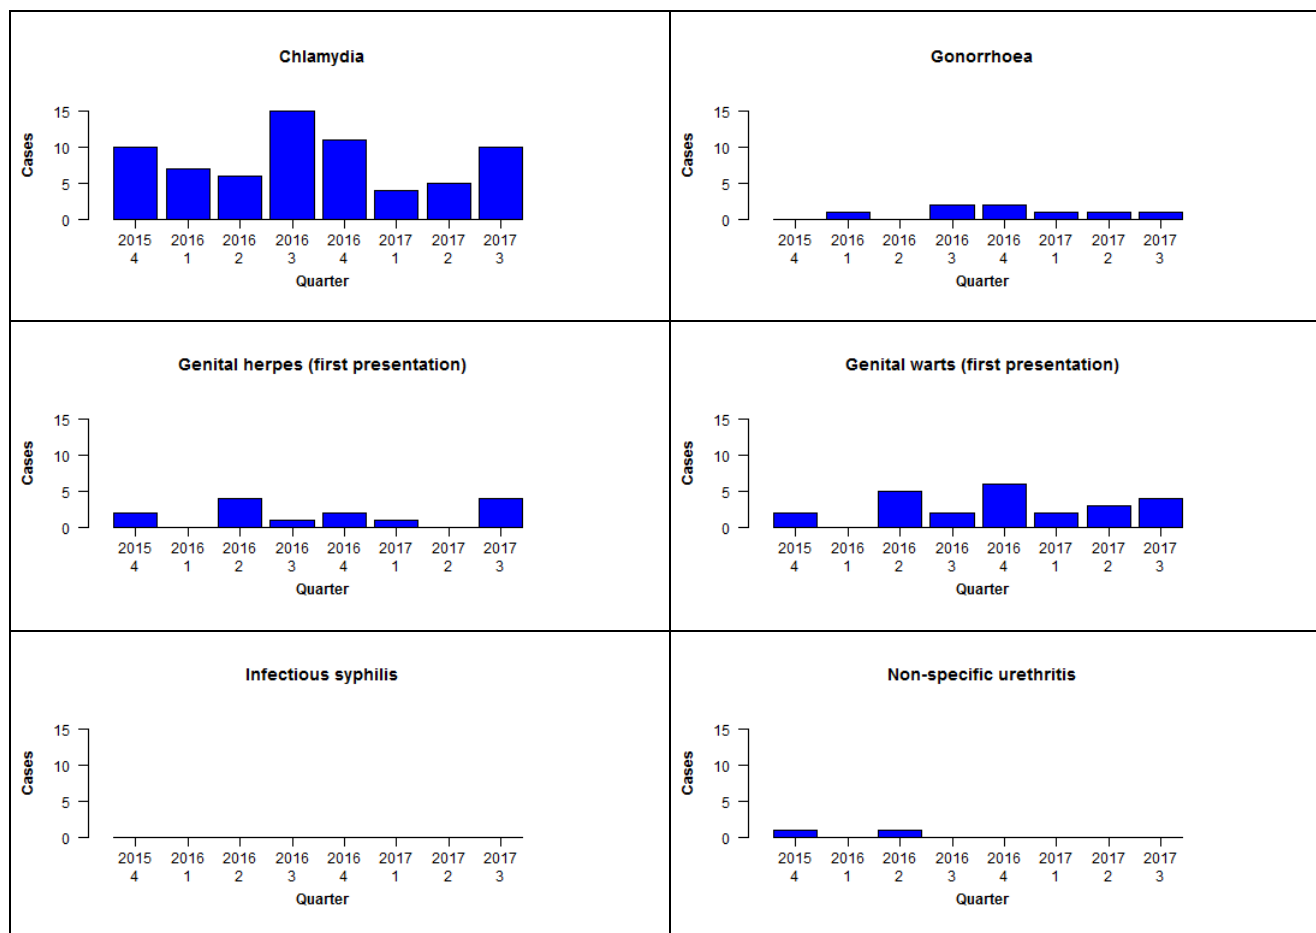 Chlamydia
Cases
15
10
5
0
2015 2016 2016 2016 2016 2017 2017 2017
4 1 2 3 4 1 2 3
Quarter
Gonorrhoea
Cases
15
10
5
0
2015 2016 2016 2016 2016 2017 2017 2017
4 1 2 3 4 1 2 3
Quarter
Genital herpes (first presentation)
Cases
15
10
5
0
2015 2016 2016 2016 2016 2017 2017 2017
4 1 2 3 4 1 2 3
Quarter
Genital warts (first presentation)
Cases
15
10
5
0
2015 2016 2016 2016 2016 2017 2017 2017
4 1 2 3 4 1 2 3
Quarter
Infectious syphilis
Cases
15
10
5
0
2015 2016 2016 2016 2016 2017 2017 2017
4 1 2 3 4 1 2 3
Quarter
Non-specific urethritis
Cases
15
10
5
0
2015 2016 2016 2016 2016 2017 2017 2017
4 1 2 3 4 1 2 3
Quarter